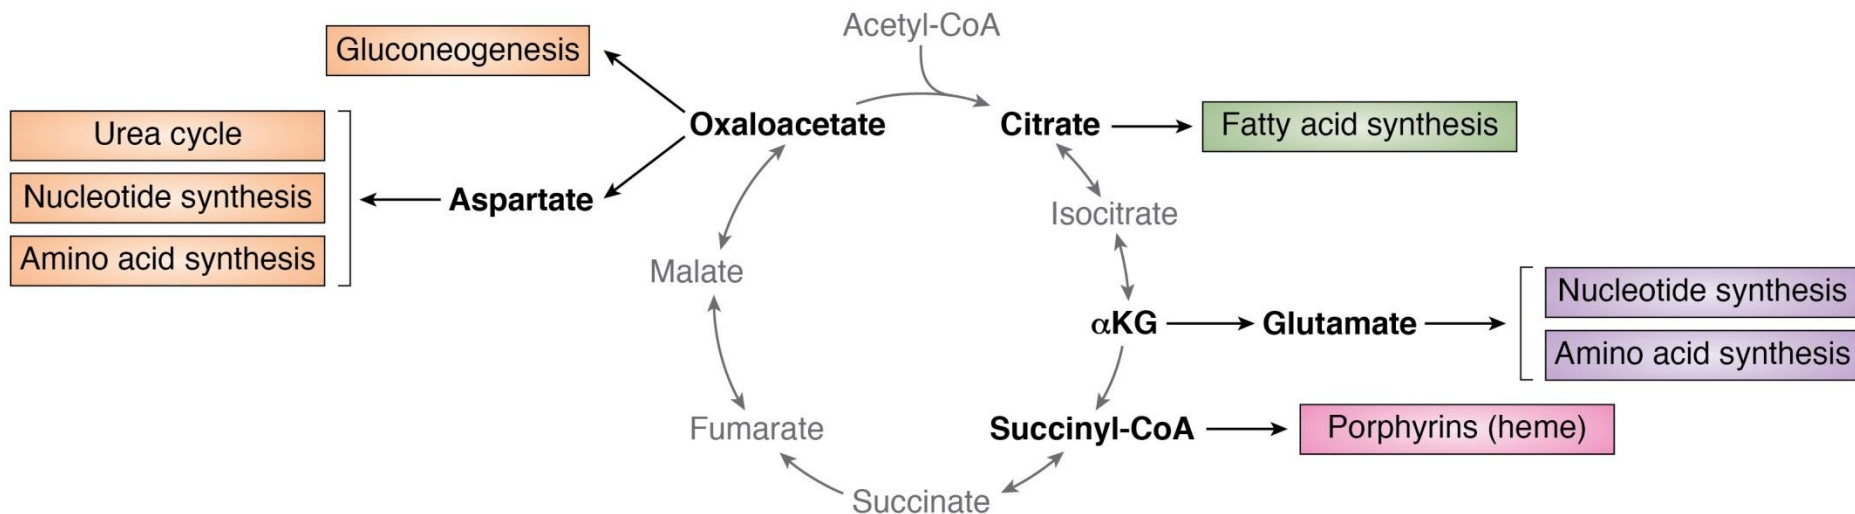 Acetyl-CoA
Gluconeogenesis
Oxaloacetate
Citrate
Fatty acid synthesis
Urea cycle
Nucleotide synthesis
Amino acid synthesis
Aspartate
Isocitrate
Malate
αKG
Glutamate
Nucleotide synthesis
Amino acid synthesis
Fumarate
Succinyl-CoA
Porphyrins (heme)
Succinate